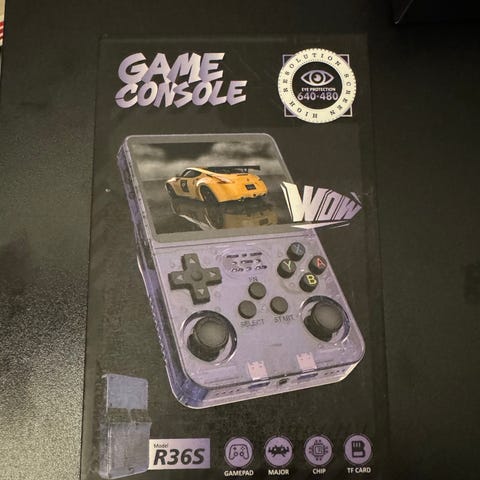 GAME
CONSOLE
HIGH RESOLUTION SCREEN
EYE PROTECTION
640·480
WOW
X
Y
A
B
FN
SELECT
START
Model
R36S
GAMEPAD
MAJOR
CHIP
TF CARD